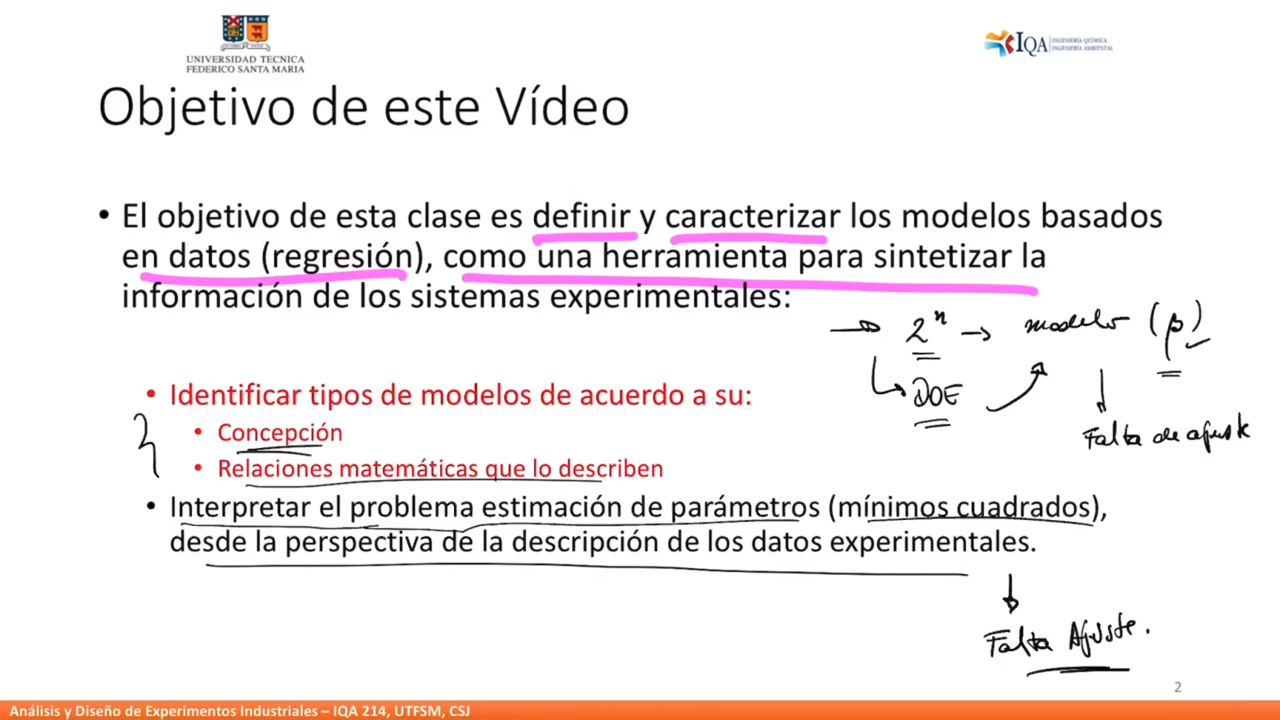 UNIVERSIDAD TECNICA
FEDERICO SANTA MARIA
IQA INGENIERÍA QUÍMICA
INGENIERÍA AMBIENTAL
Objetivo de este Vídeo
• El objetivo de esta clase es definir y caracterizar los modelos basados
en datos (regresión), como una herramienta para sintetizar la
información de los sistemas experimentales:
→ 2^n → modelo (β)
DOE
Falta de ajuste
• Identificar tipos de modelos de acuerdo a su:
• Concepción
• Relaciones matemáticas que lo describen
• Interpretar el problema estimación de parámetros (mínimos cuadrados),
desde la perspectiva de la descripción de los datos experimentales.
Falta Ajuste.
2
Análisis y Diseño de Experimentos Industriales – IQA 214, UTFSM, CSJ